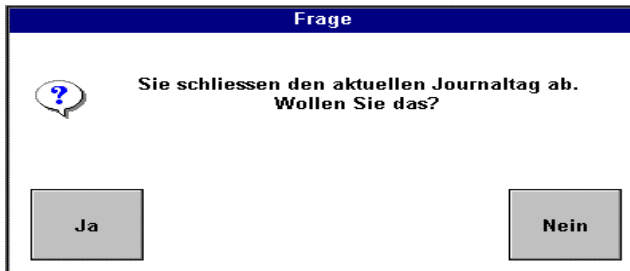 Frage
Sie schliessen den aktuellen Journaltag ab.
Wollen Sie das?
Ja
Nein